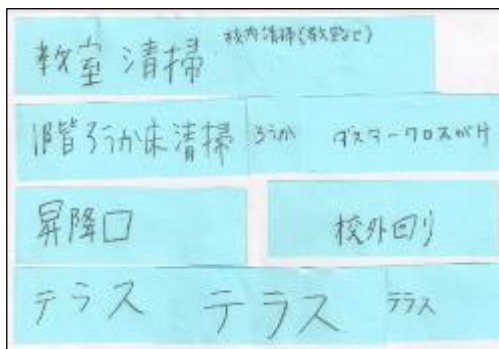 教室清掃 校内清掃(教室など)
1階ろうか床清掃 ろうか ダスタークロスがけ
昇降口 校外回り
テラス テラス テラス